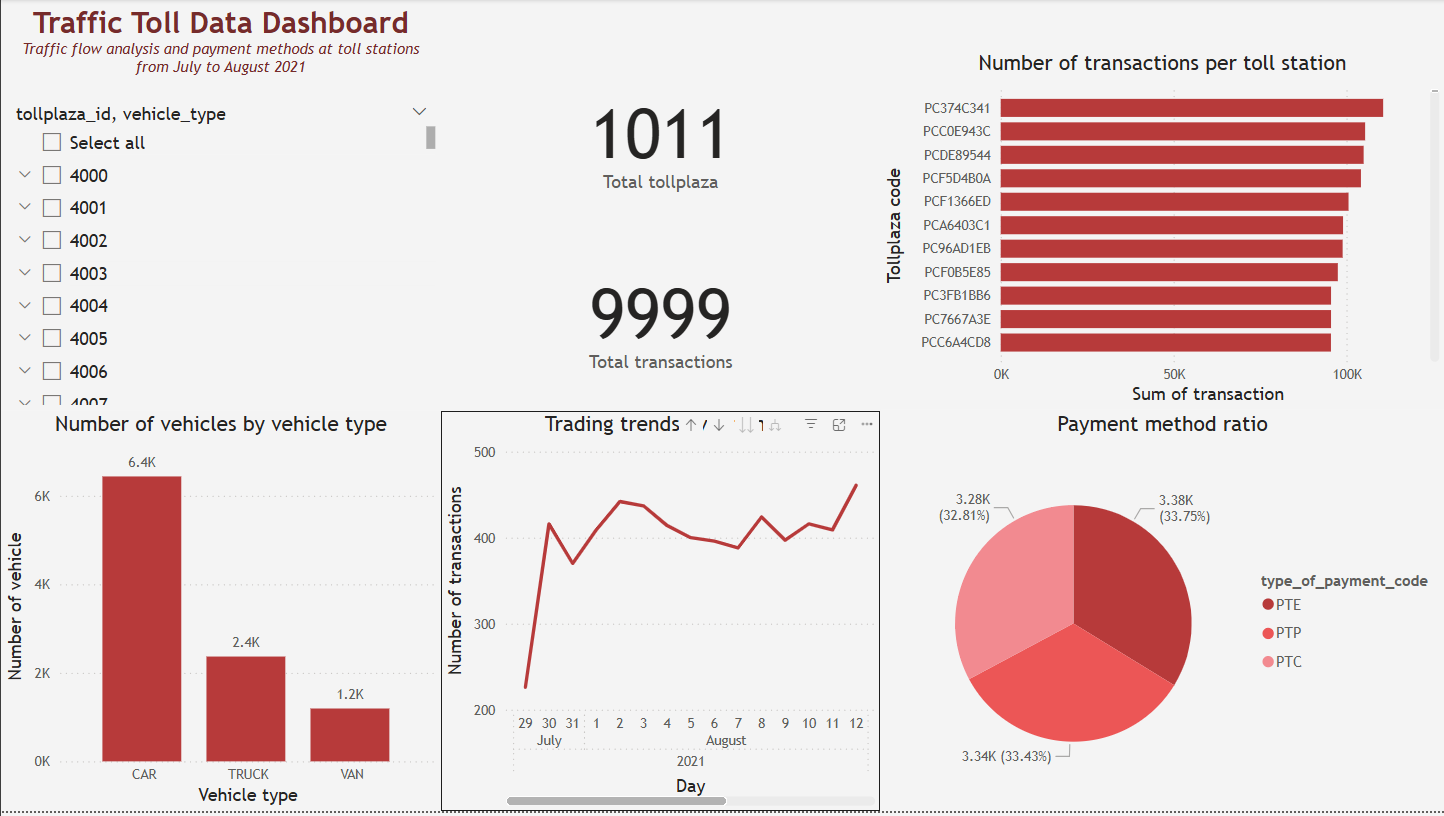 Traffic Toll Data Dashboard
Traffic flow analysis and payment methods at toll stations
from July to August 2021
tollplaza_id, vehicle_type
Select all
4000
4001
4002
4003
4004
4005
4006
4007
1011
Total tollplaza
9999
Total transactions
Number of transactions per toll station
Tollplaza code
PC374C341
PCC0E943C
PCDE89544
PCF5D4B0A
PCF1366ED
PCA6403C1
PC96AD1EB
PCF0B5E85
PC3FB1BB6
PC7667A3E
PCC6A4CD8
0K 50K 100K
Sum of transaction
Number of vehicles by vehicle type
Number of vehicle
6K
4K
2K
0K
6.4K
2.4K
1.2K
CAR TRUCK VAN
Vehicle type
Trading trends
Number of transactions
500
400
300
200
29 30 31 1 2 3 4 5 6 7 8 9 10 11 12
July August
2021
Day
Payment method ratio
3.28K
(32.81%)
3.38K
(33.75%)
3.34K (33.43%)
type_of_payment_code
PTE
PTP
PTC